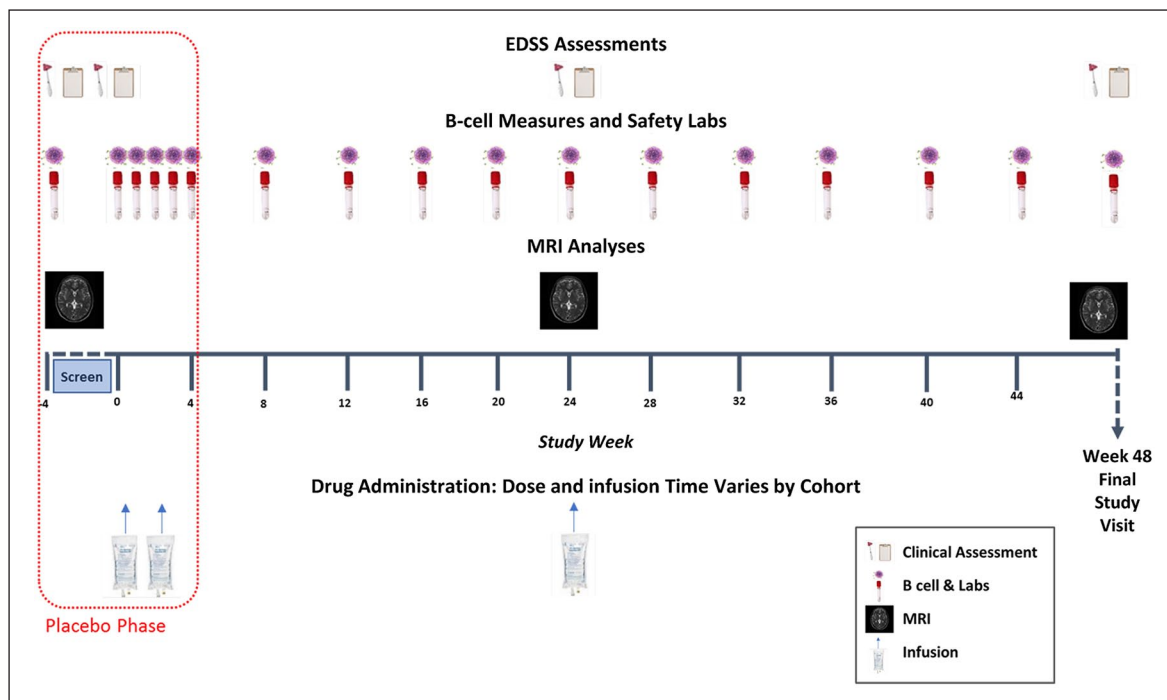 EDSS Assessments
B-cell Measures and Safety Labs
MRI Analyses
Screen
-4 0 4 8 12 16 20 24 28 32 36 40 44
Study Week
Week 48
Final
Study
Visit
Drug Administration: Dose and infusion Time Varies by Cohort
Clinical Assessment
B cell & Labs
MRI
Infusion
Placebo Phase